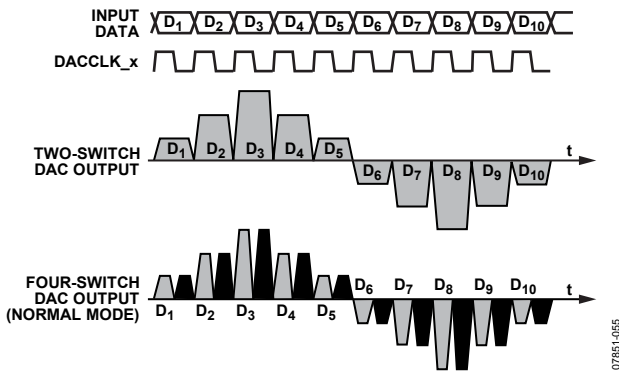 INPUT
DATA
D1 D2 D3 D4 D5 D6 D7 D8 D9 D10
DACCLK_x
TWO-SWITCH
DAC OUTPUT
D1 D2 D3 D4 D5
t
D6 D7 D8 D9 D10
FOUR-SWITCH
DAC OUTPUT
(NORMAL MODE)
D6 D7 D8 D9 D10
t
D1 D2 D3 D4 D5
07851-055